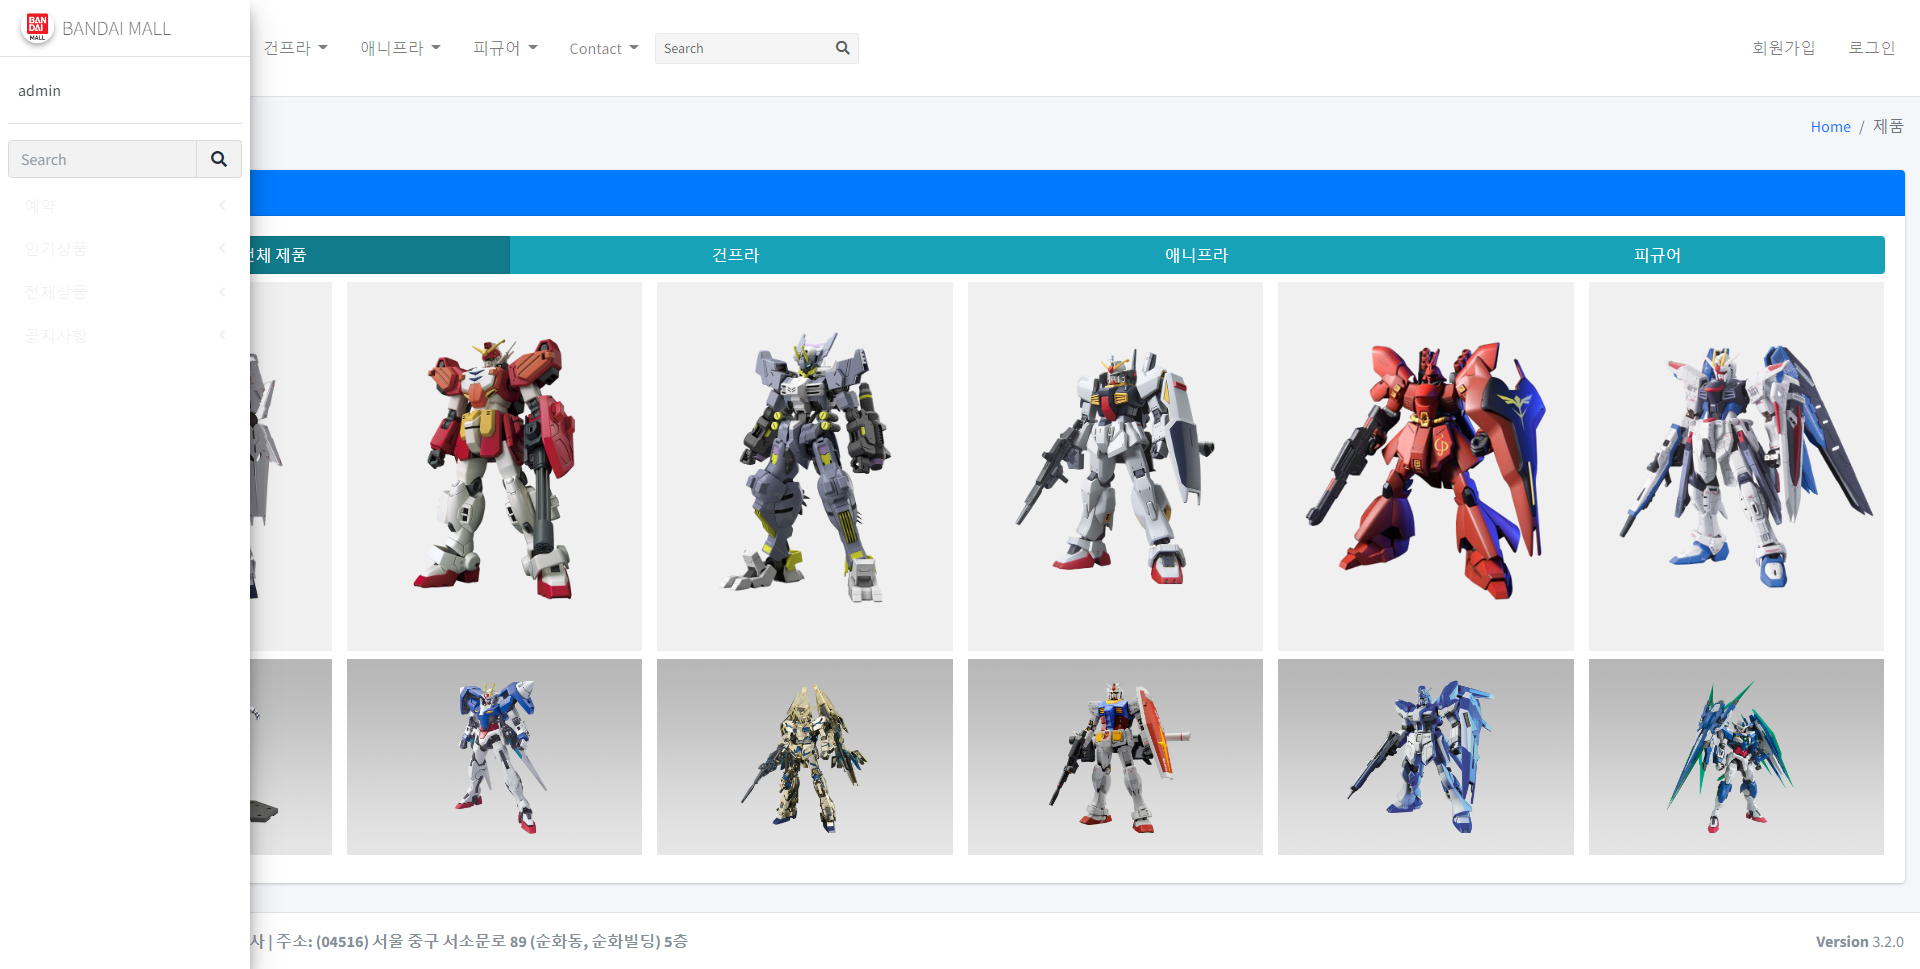 BAN
DAI
MALL
BANDAI MALL
건프라
애니프라
피규어
Contact
Search
회원가입
로그인
admin
Home / 제품
Search
예약
인기상품
전체상품
공지사항
체 제품
건프라
애니프라
피규어
사 | 주소: (04516) 서울 중구 서소문로 89 (순화동, 순화빌딩) 5층
Version 3.2.0